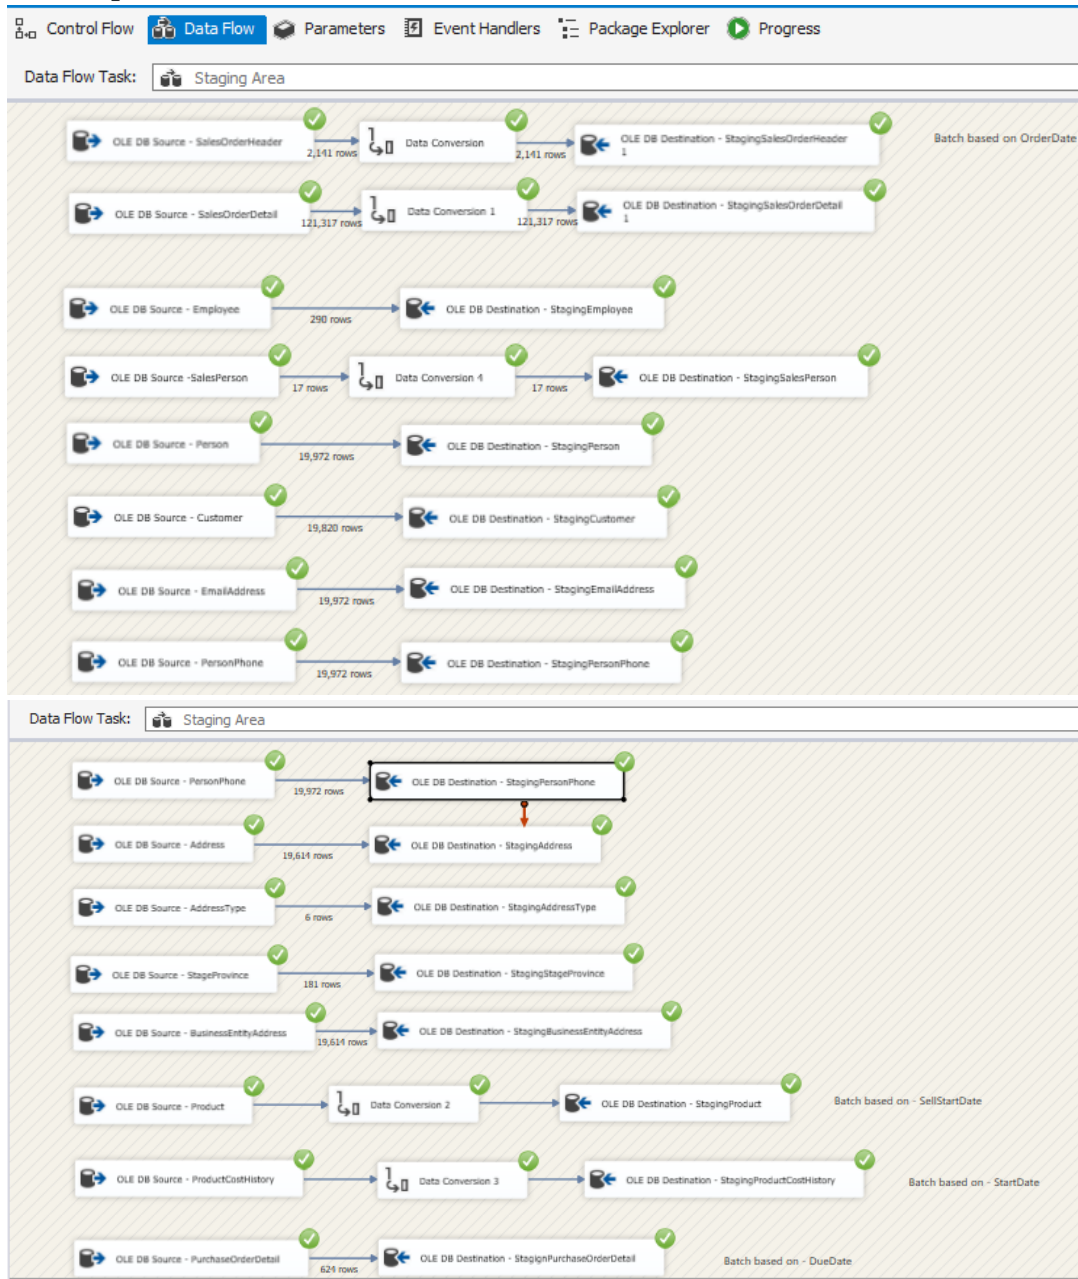 Control Flow Data Flow Parameters Event Handlers Package Explorer Progress
Data Flow Task: Staging Area
OLE DB Source - SalesOrderHeader
2,141 rows
Data Conversion
2,141 rows
OLE DB Destination - StagingSalesOrderHeader
1
Batch based on OrderDate
OLE DB Source - SalesOrderDetail
121,317 rows
Data Conversion 1
121,317 rows
OLE DB Destination - StagingSalesOrderDetail
1
OLE DB Source - Employee
290 rows
OLE DB Destination - StagingEmployee
OLE DB Source -SalesPerson
17 rows
Data Conversion 4
17 rows
OLE DB Destination - StagingSalesPerson
OLE DB Source - Person
19,972 rows
OLE DB Destination - StagingPerson
OLE DB Source - Customer
19,820 rows
OLE DB Destination - StagingCustomer
OLE DB Source - EmailAddress
19,972 rows
OLE DB Destination - StagingEmailAddress
OLE DB Source - PersonPhone
19,972 rows
OLE DB Destination - StagingPersonPhone
Data Flow Task: Staging Area
OLE DB Source - PersonPhone
19,972 rows
OLE DB Destination - StagingPersonPhone
OLE DB Source - Address
19,614 rows
OLE DB Destination - StagingAddress
OLE DB Source - AddressType
6 rows
OLE DB Destination - StagingAddressType
OLE DB Source - StageProvince
181 rows
OLE DB Destination - StagingStageProvince
OLE DB Source - BusinessEntityAddress
19,614 rows
OLE DB Destination - StagingBusinessEntityAddress
OLE DB Source - Product
Data Conversion 2
OLE DB Destination - StagingProduct
Batch based on - SellStartDate
OLE DB Source - ProductCostHistory
Data Conversion 3
OLE DB Destination - StagingProductCostHistory
Batch based on - StartDate
OLE DB Source - PurchaseOrderDetail
624 rows
OLE DB Destination - StagignPurchaseOrderDetail
Batch based on - DueDate